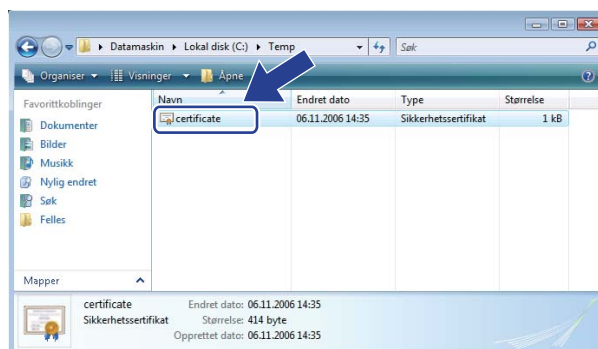 Datamaskin Lokal disk (C:) Temp Søk
Organiser Visninger Åpne
Favorittkoblinger
Navn Endret dato Type Størrelse
certificate 06.11.2006 14:35 Sikkerhetssertifikat 1 kB
Dokumenter
Bilder
Musikk
Nylig endret
Søk
Felles
Mapper
certificate Endret dato: 06.11.2006 14:35
Sikkerhetssertifikat Størrelse: 414 byte
Opprettet dato: 06.11.2006 14:35